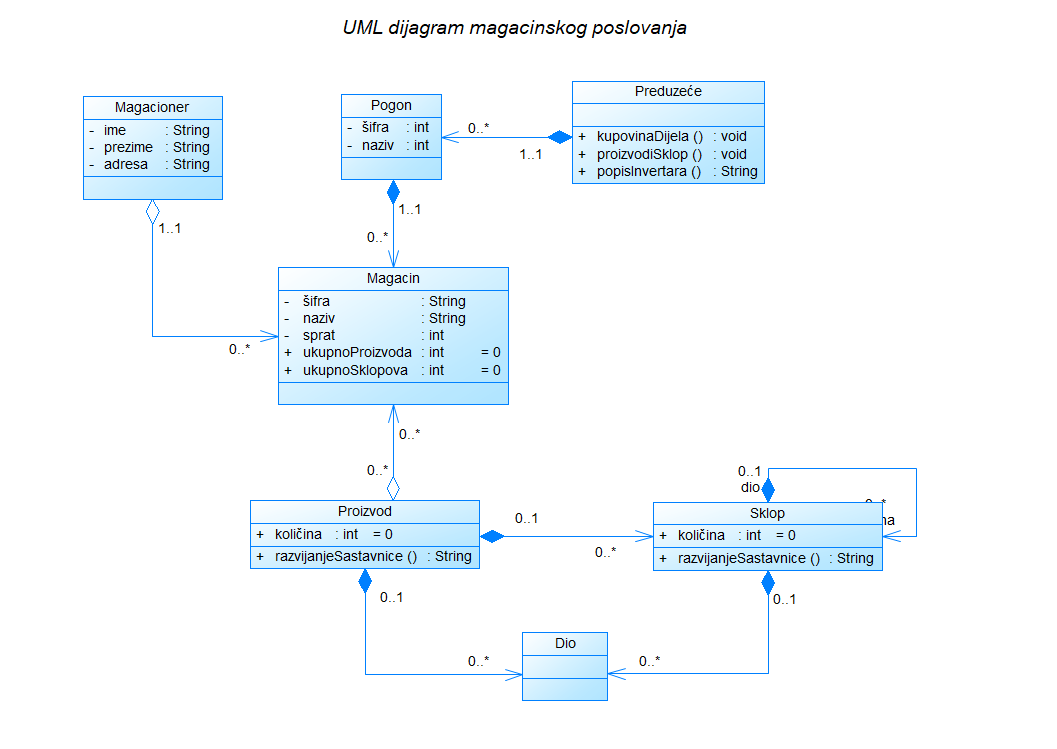 UML dijagram magacinskog poslovanja
Magacioner
- ime : String
- prezime : String
- adresa : String
1..1
0..*
Pogon
- šifra : int
- naziv : int
0..*
1..1
Preduzeće
+ kupovinaDijela () : void
+ proizvodiSklop () : void
+ popisInvertara () : String
1..1
0..*
Magacin
- šifra : String
- naziv : String
- sprat : int
+ ukupnoProizvoda : int = 0
+ ukupnoSklopova : int = 0
0..*
0..*
Proizvod
+ količina : int = 0
+ razvijanjeSastavnice () : String
0..1
0..*
0..1
dio
Sklop
+ količina : int = 0
+ razvijanjeSastavnice () : String
0..1
0..*
0..1
0..*
Dio